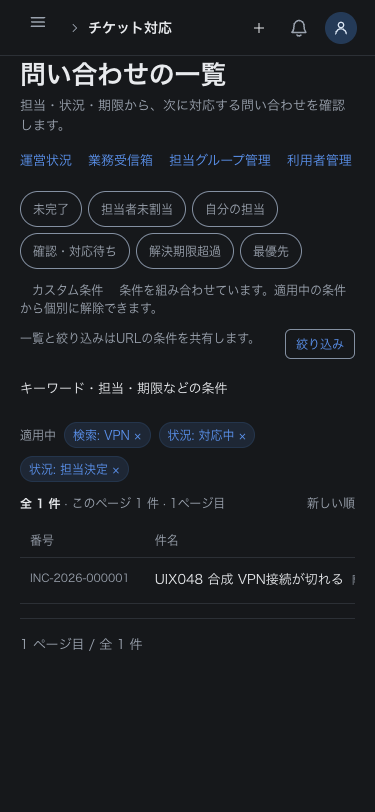 チケット対応
問い合わせの一覧
担当・状況・期限から、次に対応する問い合わせを確認
します。
運営状況 業務受信箱 担当グループ管理 利用者管理
未完了 担当者未割当 自分の担当
確認・対応待ち 解決期限超過 最優先
カスタム条件 条件を組み合わせています。適用中の条件
から個別に解除できます。
一覧と絞り込みはURLの条件を共有します。 絞り込み
キーワード・担当・期限などの条件
適用中 検索: VPN × 状況: 対応中 ×
状況: 担当決定 ×
全 1 件 · このページ 1 件 · 1ページ目 新しい順
番号 件名
INC-2026-000001 UIX048 合成 VPN接続が切れる
1 ページ目 / 全 1 件